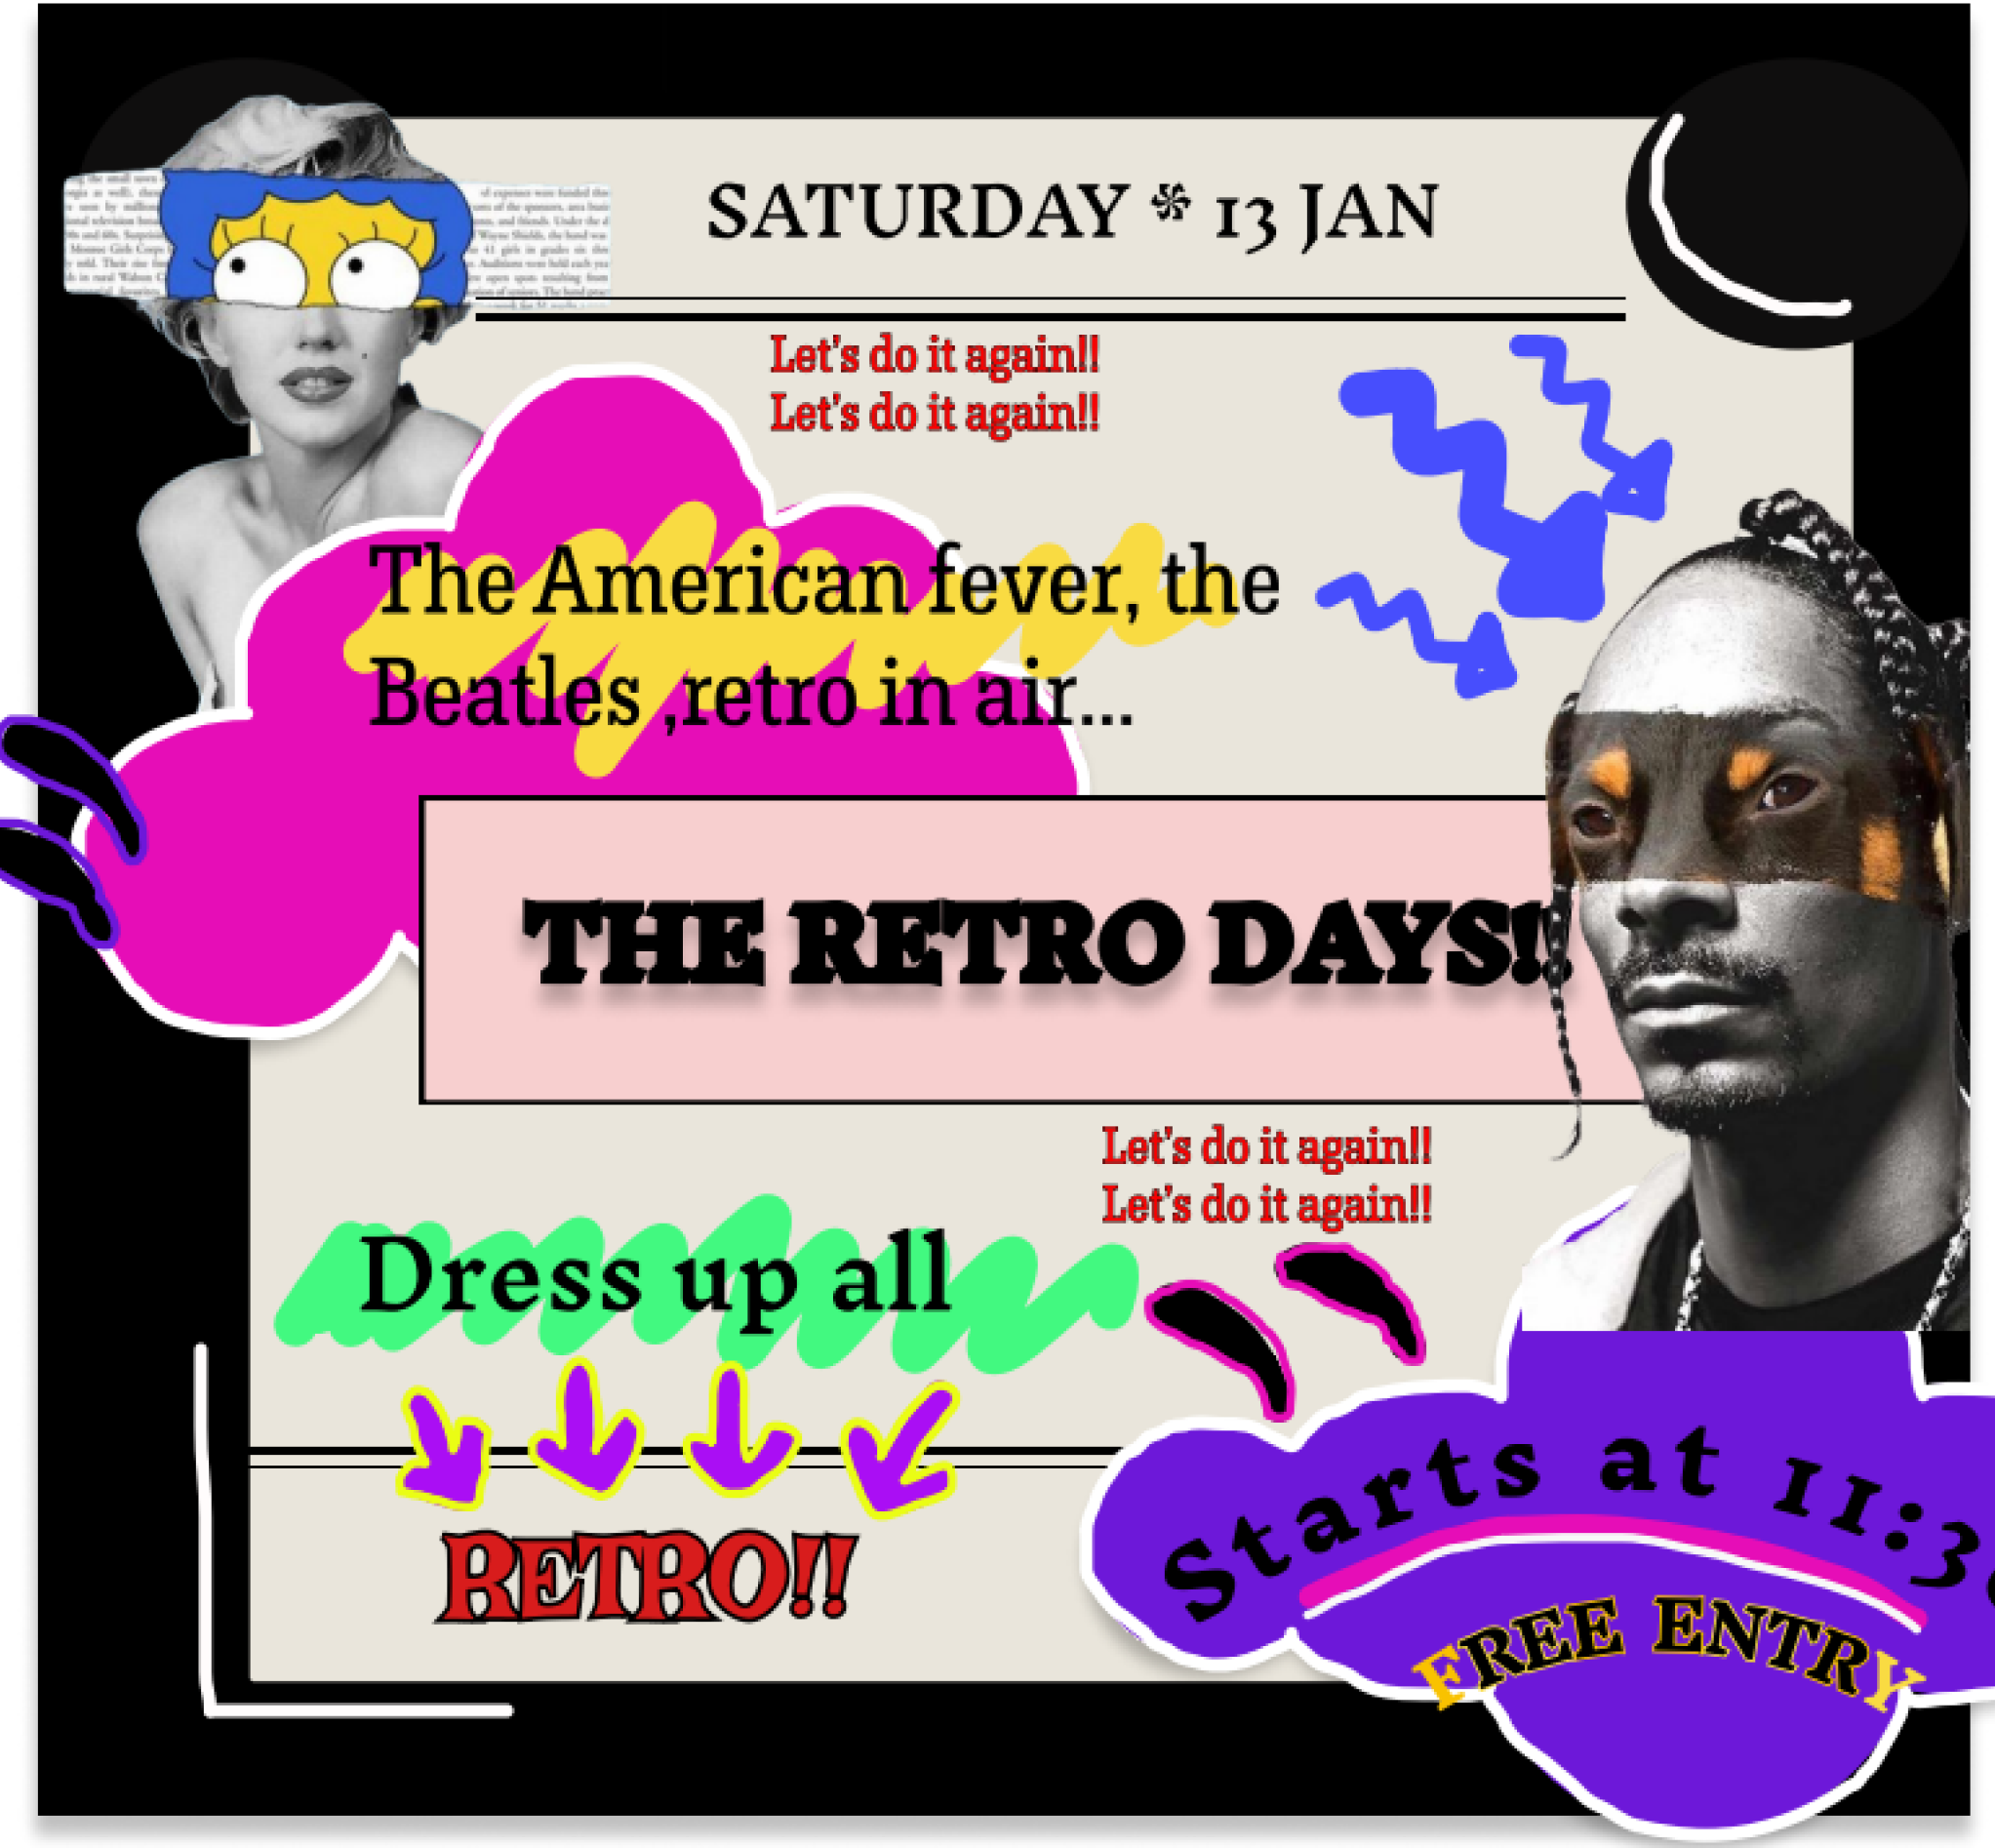 SATURDAY * 13 JAN
Let's do it again!!
Let's do it again!!
The American fever, the
Beatles ,retro in air...
THE RETRO DAYS!!
Let's do it again!!
Let's do it again!!
Dress up all
RETRO!!
Starts at 11:30
FREE ENTRY